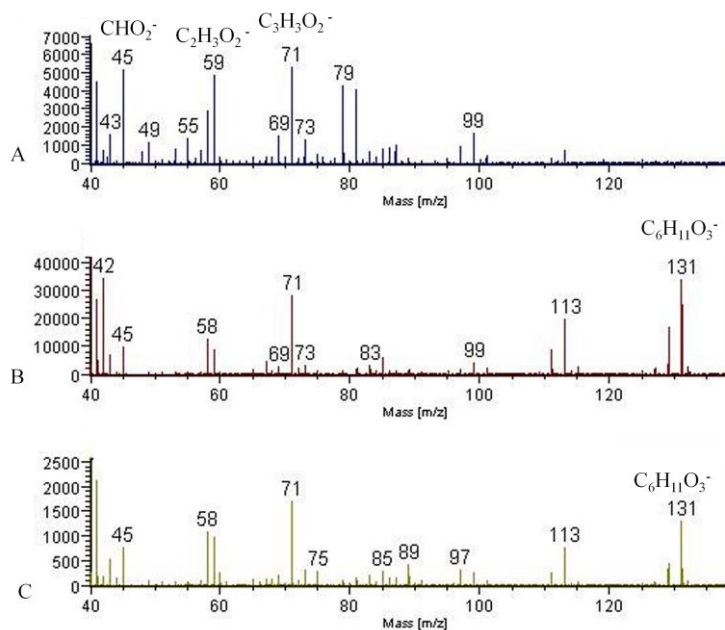 CHO₂⁻ C₂H₃O₂⁻ C₃H₃O₂⁻
7000
6000
5000
4000
3000
2000
1000
0
43 45 49 55 59 69 71 73 79 99
A
40 60 80 100 120
Mass [m/z]
C₆H₁₁O₃⁻
40000
30000
20000
10000
0
42 45 58 69 71 73 83 99 113 131
B
40 60 80 100 120
Mass [m/z]
C₆H₁₁O₃⁻
2500
2000
1500
1000
500
0
45 58 71 75 85 89 97 113 131
C
40 60 80 100 120
Mass [m/z]